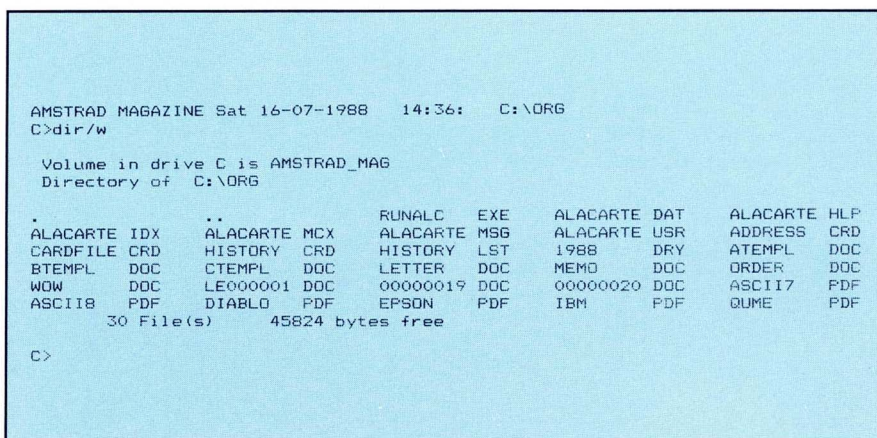 AMSTRAD MAGAZINE Sat 16-07-1988   14:36:   C:\ORG
C>dir/w
Volume in drive C is AMSTRAD_MAG
Directory of  C:\ORG
.            ..           RUNALC   EXE   ALACARTE DAT   ALACARTE HLP
ALACARTE IDX   ALACARTE MCX   ALACARTE MSG   ALACARTE USR   ADDRESS  CRD
CARDFILE CRD   HISTORY  CRD   HISTORY  LST   1988     DRY   ATEMPL   DOC
BTEMPL   DOC   CTEMPL   DOC   LETTER   DOC   MEMO     DOC   ORDER    DOC
WOW      DOC   LE000001 DOC   00000019 DOC   00000020 DOC   ASCII7   PDF
ASCII8   PDF   DIABLO   PDF   EPSON    PDF   IBM      PDF   QUME     PDF
30 File(s)     45824 bytes free
C>